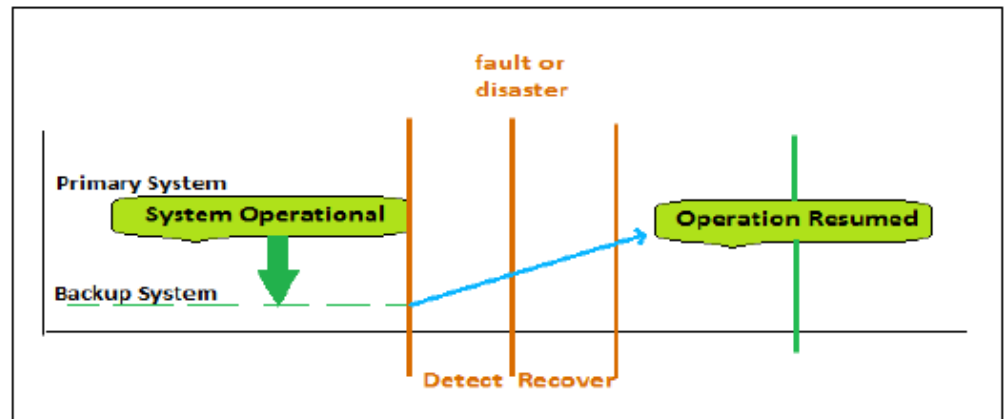 fault or
disaster
Primary System
System Operational
Operation Resumed
Backup System
Detect Recover